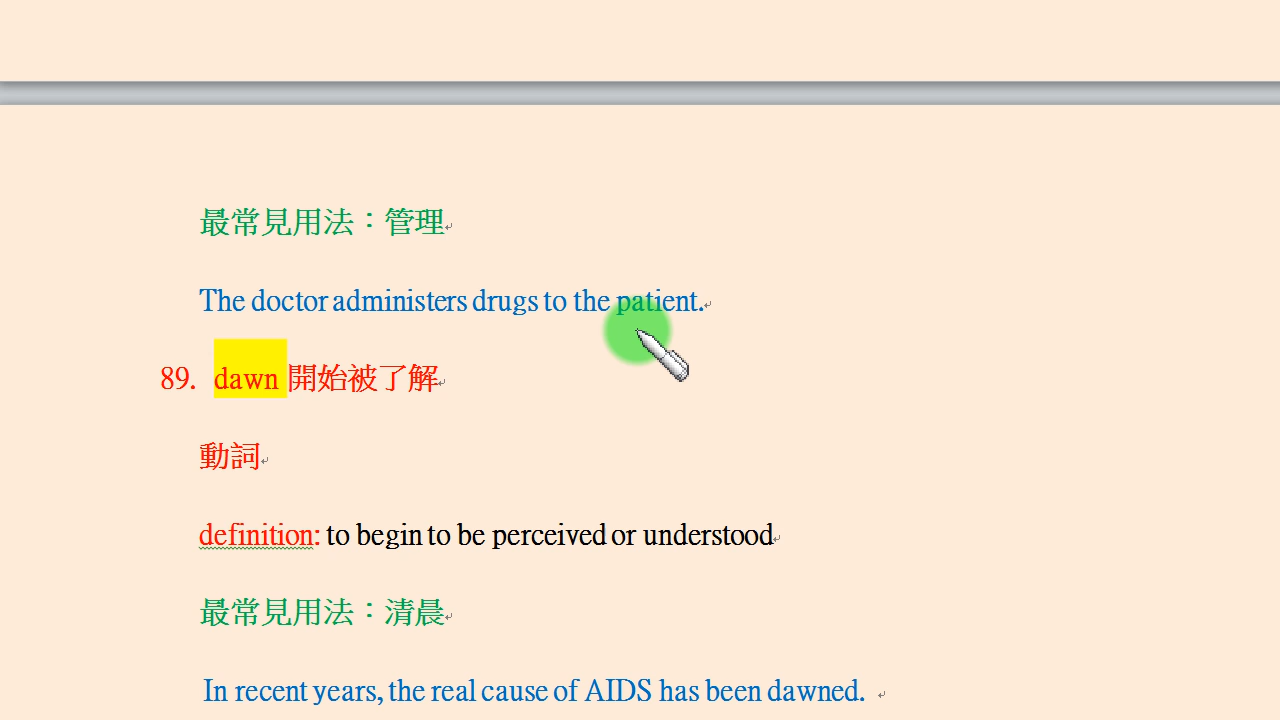 最常見用法：管理
The doctor administers drugs to the patient.
89. dawn 開始被了解
動詞
definition: to begin to be perceived or understood
最常見用法：清晨
In recent years, the real cause of AIDS has been dawned.